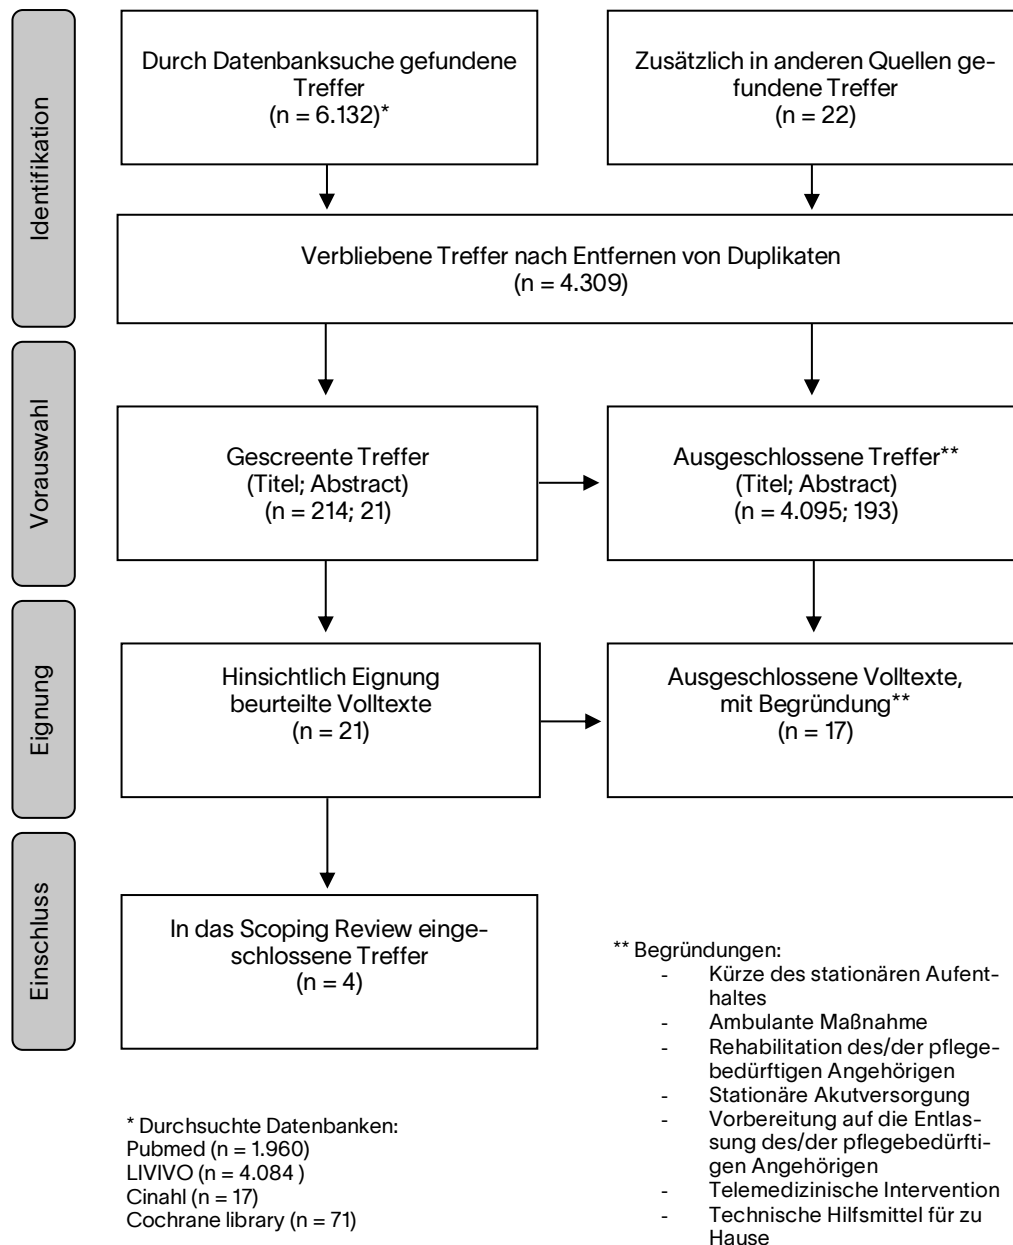 Identifikation
Durch Datenbanksuche gefundene
Treffer
(n = 6.132)*
Zusätzlich in anderen Quellen ge-
fundene Treffer
(n = 22)
Verbliebene Treffer nach Entfernen von Duplikaten
(n = 4.309)
Vorauswahl
Gescreente Treffer
(Titel; Abstract)
(n = 214; 21)
Ausgeschlossene Treffer**
(Titel; Abstract)
(n = 4.095; 193)
Eignung
Hinsichtlich Eignung
beurteilte Volltexte
(n = 21)
Ausgeschlossene Volltexte,
mit Begründung**
(n = 17)
Einschluss
In das Scoping Review einge-
schlossene Treffer
(n = 4)
* Durchsuchte Datenbanken:
Pubmed (n = 1.960)
LIVIVO (n = 4.084 )
Cinahl (n = 17)
Cochrane library (n = 71)
** Begründungen:
- Kürze des stationären Aufent-
haltes
- Ambulante Maßnahme
- Rehabilitation des/der pflege-
bedürftigen Angehörigen
- Stationäre Akutversorgung
- Vorbereitung auf die Entlas-
sung des/der pflegebedürfti-
gen Angehörigen
- Telemedizinische Intervention
- Technische Hilfsmittel für zu
Hause